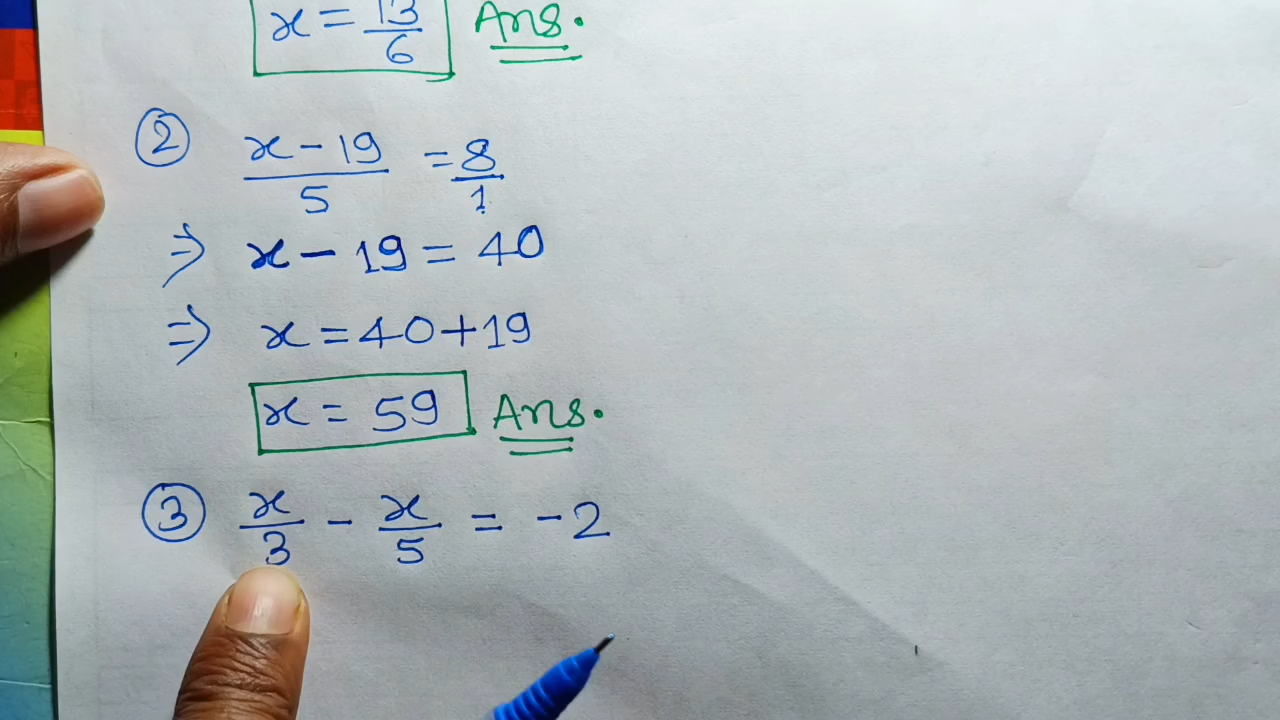 x = 13/6 Ans.
② x - 19/5 = 8/1
⇒ x - 19 = 40
⇒ x = 40 + 19
x = 59 Ans.
③ x/3 - x/5 = -2